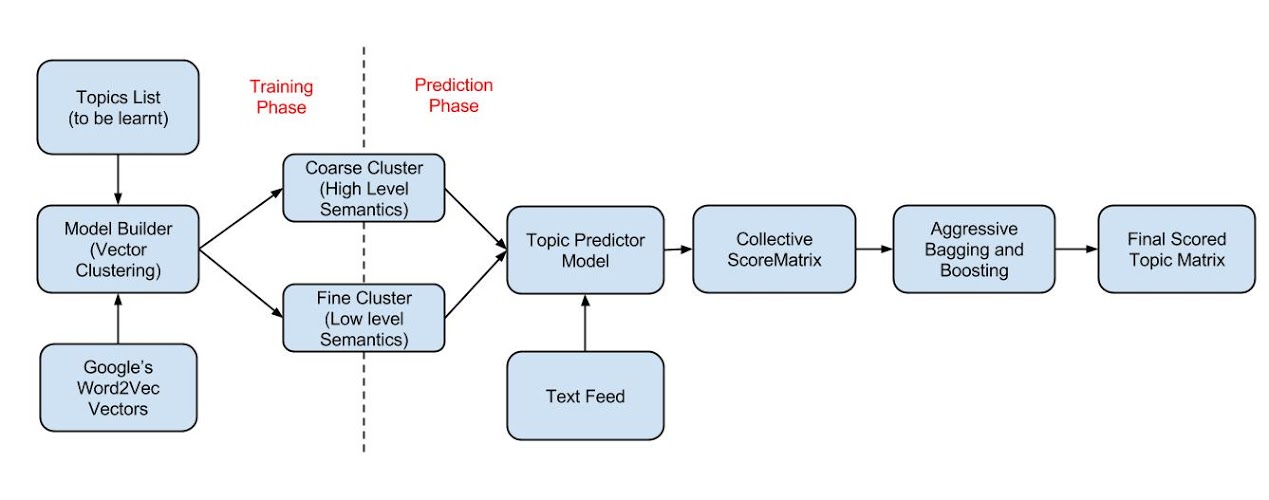 Topics List
(to be learnt)
Training
Phase
Prediction
Phase
Model Builder
(Vector
Clustering)
Google's
Word2Vec
Vectors
Coarse Cluster
(High Level
Semantics)
Fine Cluster
(Low level
Semantics)
Topic Predictor
Model
Text Feed
Collective
ScoreMatrix
Aggressive
Bagging and
Boosting
Final Scored
Topic Matrix